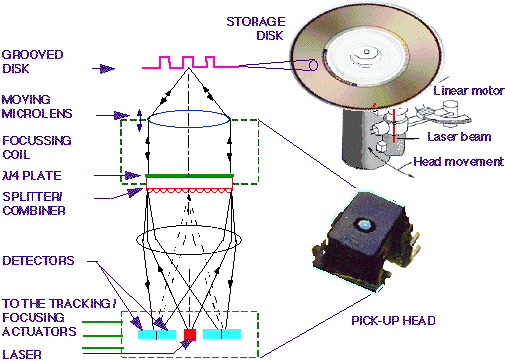 STORAGE
DISK
GROOVED
DISK
Linear motor
MOVING
MICROLENS
Laser beam
FOCUSSING
COIL
Head movement
λ/4 PLATE
SPLITTER/
COMBINER
DETECTORS
TO THE TRACKING /
FOCUSING
ACTUATORS
LASER
PICK-UP HEAD